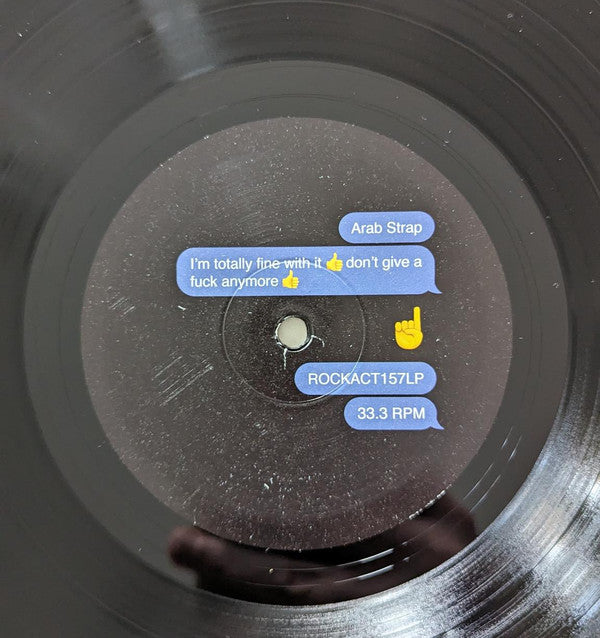 Arab Strap
I'm totally fine with it 👍 don't give a
fuck anymore 👍
☝️
ROCKACT157LP
33.3 RPM